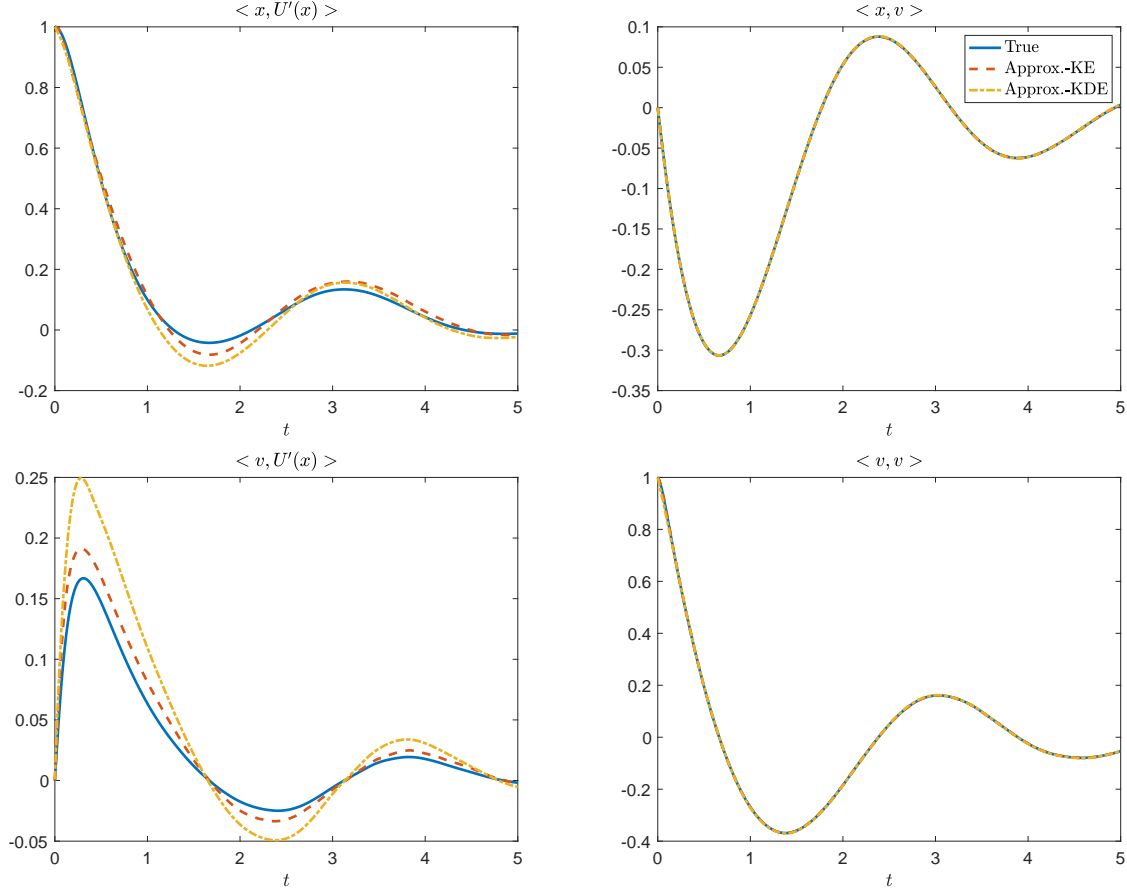 < x, U′(x) >
1
0.8
0.6
0.4
0.2
0
-0.2
0 1 2 3 4 5
t
< x, v >
True
Approx.-KE
Approx.-KDE
0.1
0.05
0
-0.05
-0.1
-0.15
-0.2
-0.25
-0.3
-0.35
0 1 2 3 4 5
t
< v, U′(x) >
0.25
0.2
0.15
0.1
0.05
0
-0.05
0 1 2 3 4 5
t
< v, v >
1
0.8
0.6
0.4
0.2
0
-0.2
-0.4
0 1 2 3 4 5
t